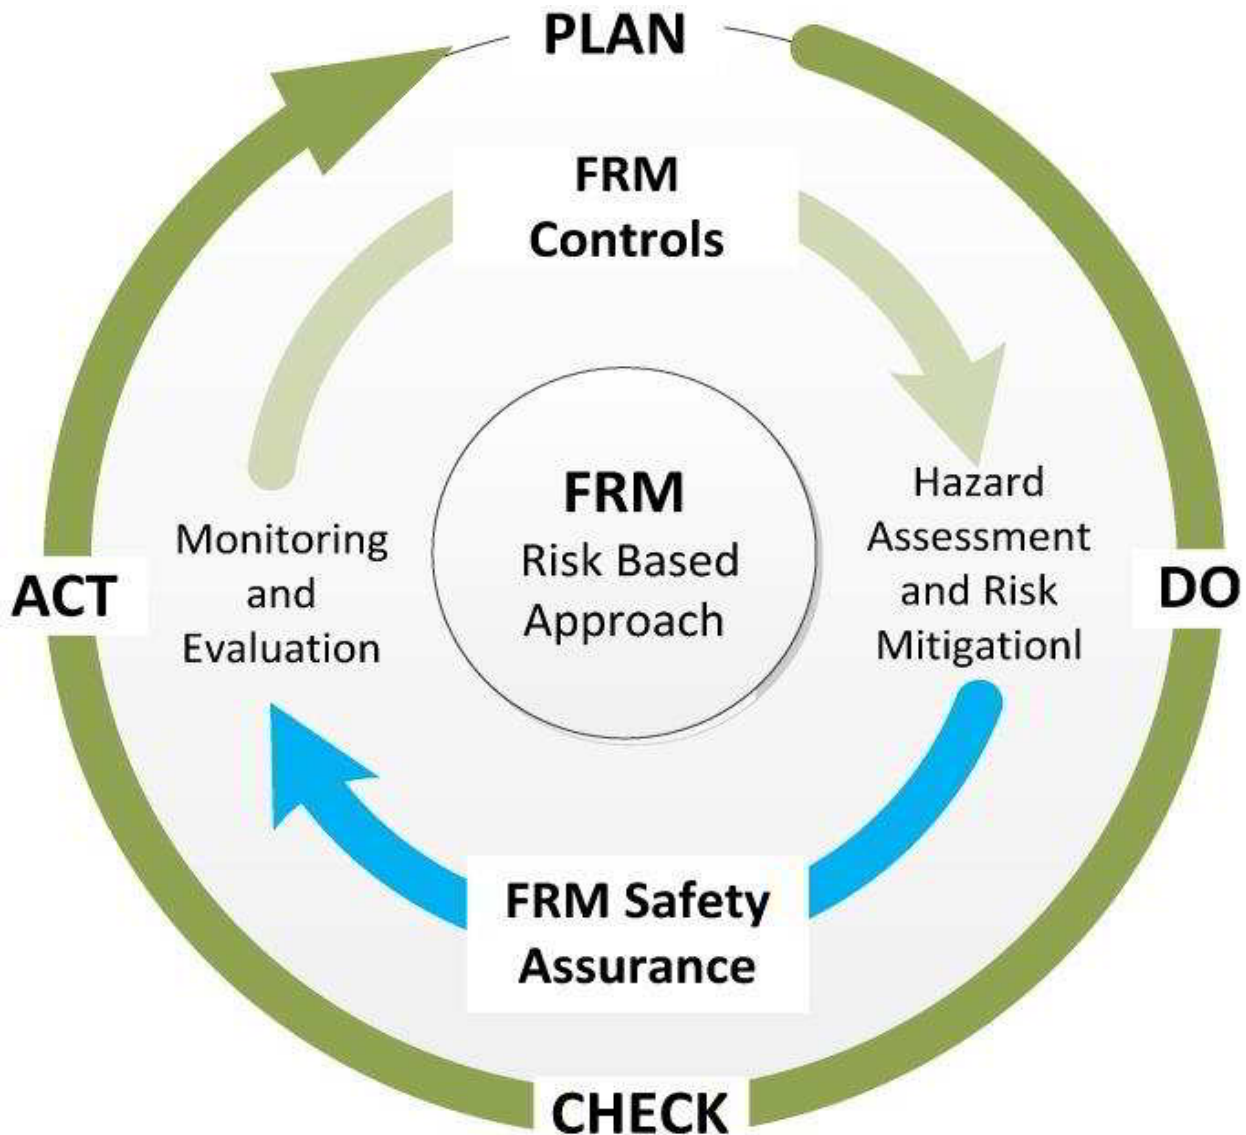 PLAN
FRM
Controls
FRM
Risk Based
Approach
Hazard
Assessment
and Risk
Mitigationl
DO
Monitoring
and
Evaluation
ACT
FRM Safety
Assurance
CHECK